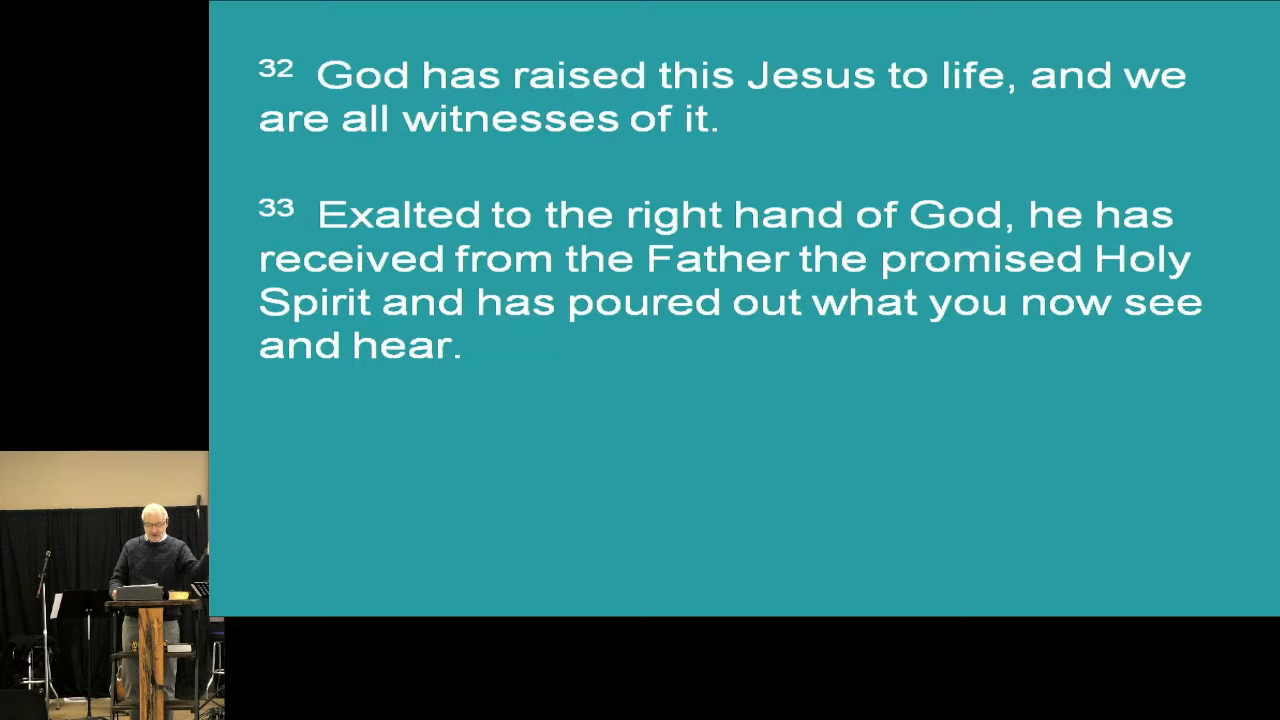 32 God has raised this Jesus to life, and we
are all witnesses of it.
33 Exalted to the right hand of God, he has
received from the Father the promised Holy
Spirit and has poured out what you now see
and hear.